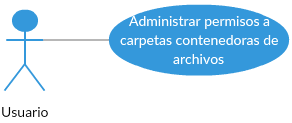 Administrar permisos a
carpetas contenedoras de
archivos
Usuario